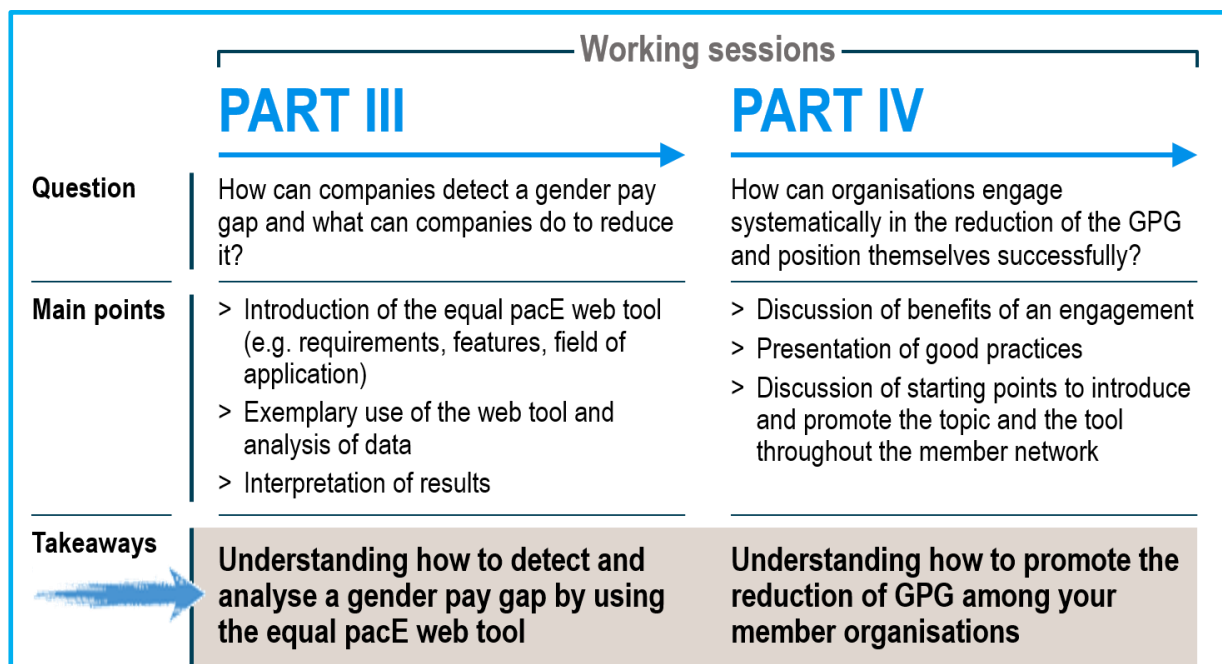 Working sessions
PART III
PART IV
Question
How can companies detect a gender pay
gap and what can companies do to reduce
it?
How can organisations engage
systematically in the reduction of the GPG
and position themselves successfully?
Main points
> Introduction of the equal pacE web tool
(e.g. requirements, features, field of
application)
> Exemplary use of the web tool and
analysis of data
> Interpretation of results
> Discussion of benefits of an engagement
> Presentation of good practices
> Discussion of starting points to introduce
and promote the topic and the tool
throughout the member network
Takeaways
Understanding how to detect and
analyse a gender pay gap by using
the equal pacE web tool
Understanding how to promote the
reduction of GPG among your
member organisations